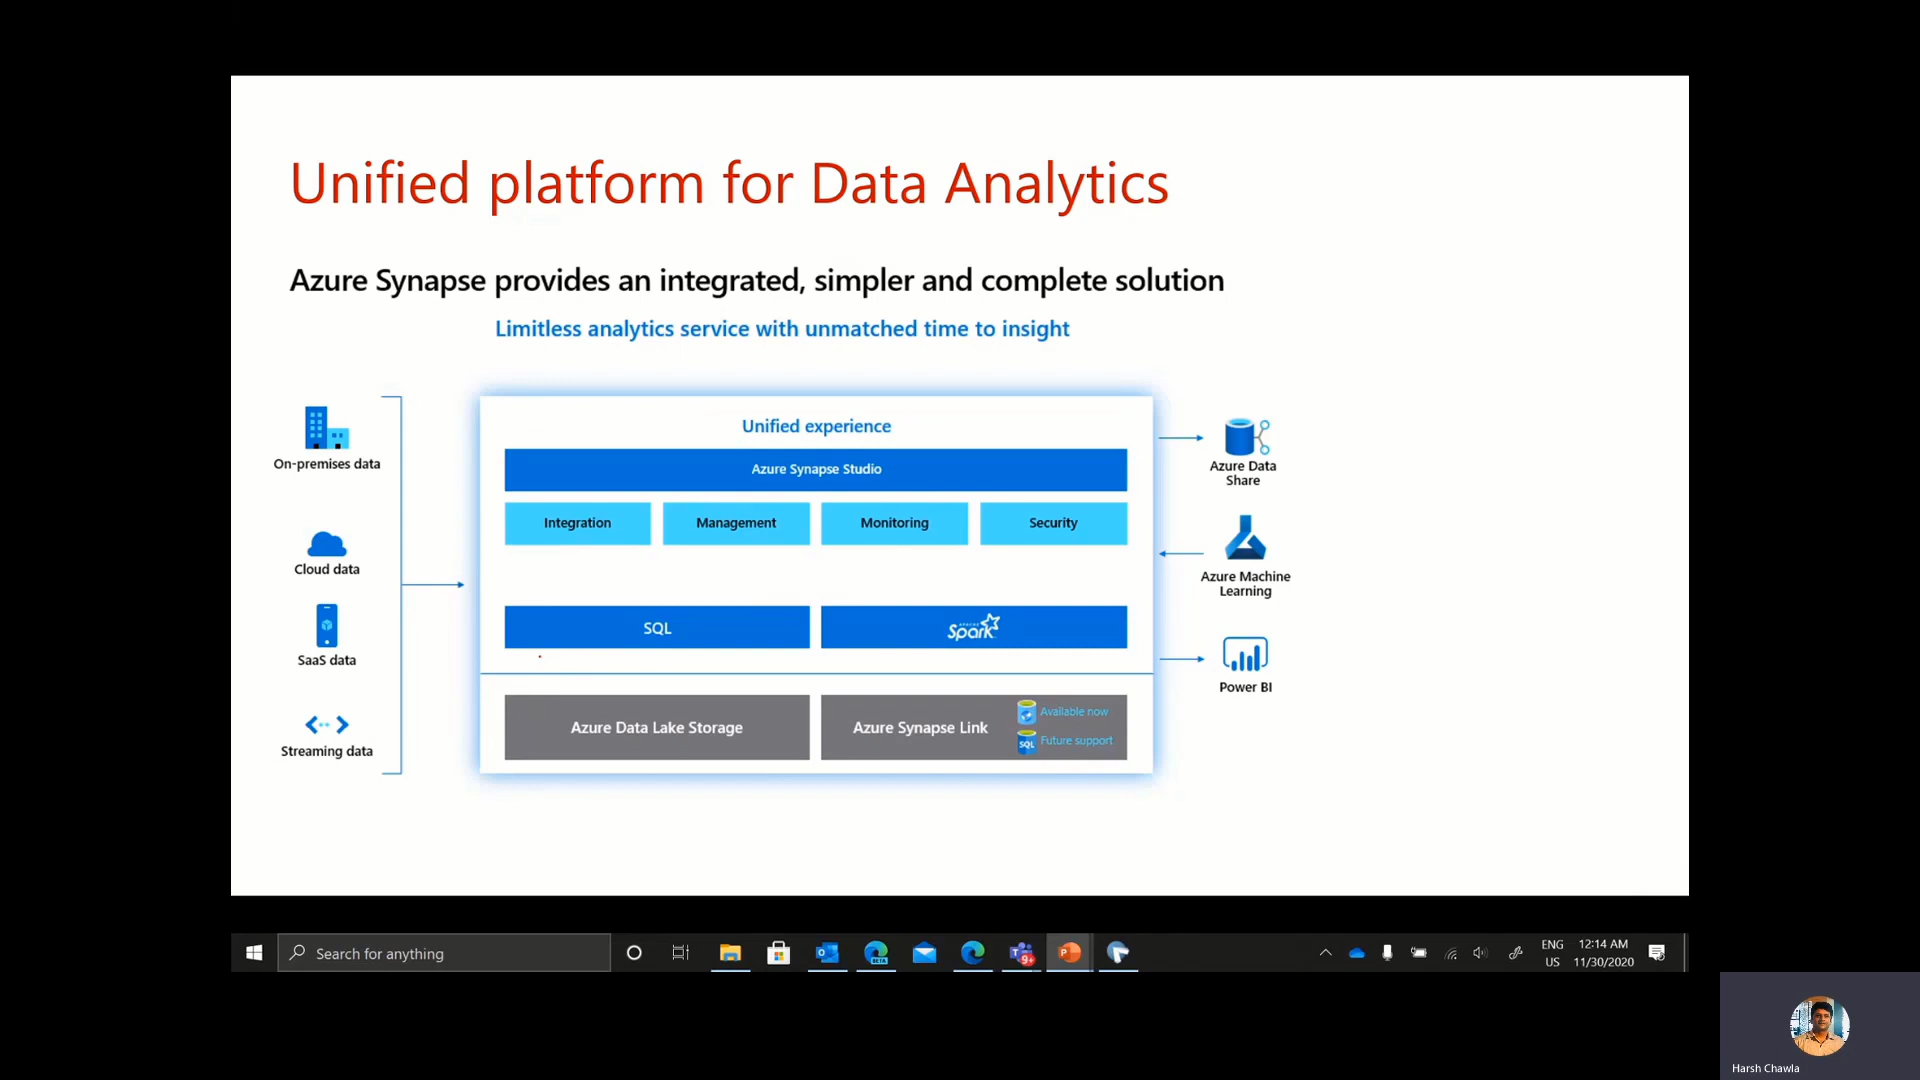 Unified platform for Data Analytics
Azure Synapse provides an integrated, simpler and complete solution
Limitless analytics service with unmatched time to insight
On-premises data
Cloud data
SaaS data
Streaming data
Unified experience
Azure Synapse Studio
Integration
Management
Monitoring
Security
SQL
APACHE
Spark
Azure Data Lake Storage
Azure Synapse Link
Available now
SQL
Future support
Azure Data
Share
Azure Machine
Learning
Power BI
Search for anything
BETA
9+
ENG
US
12:14 AM
11/30/2020
Harsh Chawla